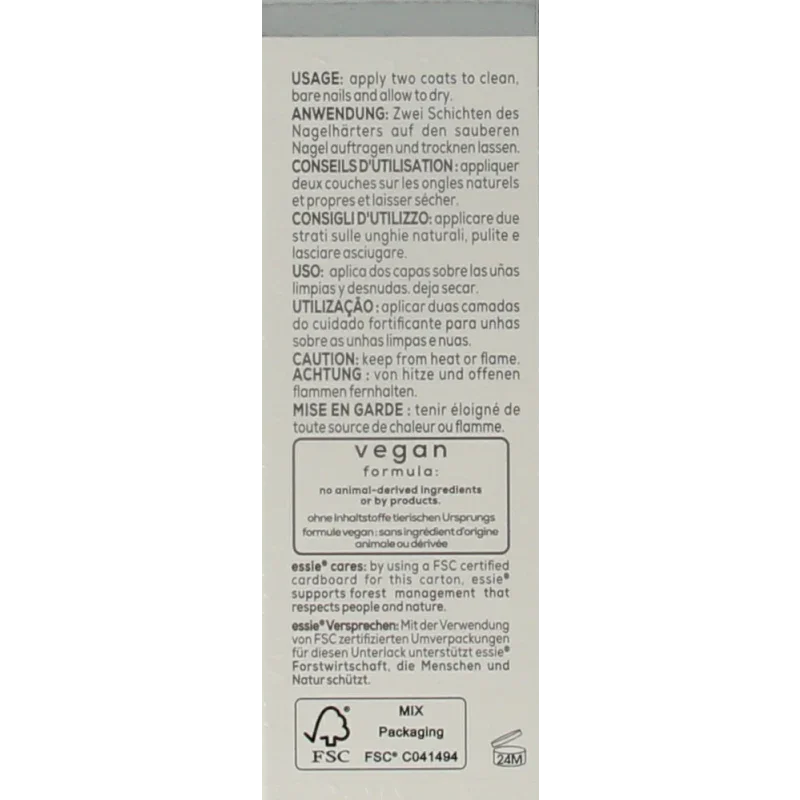 USAGE: apply two coats to clean,
bare nails and allow to dry.
ANWENDUNG: Zwei Schichten des
Nagelhärters auf den sauberen
Nagel auftragen und trocknen lassen.
CONSEILS D'UTILISATION : appliquer
deux couches sur les ongles naturels
et propres et laisser sécher.
CONSIGLI D'UTILIZZO: applicare due
strati sulle unghie naturali, pulite e
lasciare asciugare.
USO: aplica dos capas sobre las uñas
limpias y desnudas. deja secar.
UTILIZAÇÃO : aplicar duas camadas
do cuidado fortificante para unhas
sobre as unhas limpas e nuas.
CAUTION: keep from heat or flame.
ACHTUNG : von hitze und offenen
flammen fernhalten.
MISE EN GARDE : tenir éloigné de
toute source de chaleur ou flamme.
vegan
formula:
no animal-derived ingredients
or by products.
ohne Inhaltstoffe tierischen Ursprungs
formule vegan : sans ingrédient d'origine
animale ou dérivée
essie® cares: by using a FSC certified
cardboard for this carton, essie®
supports forest management that
respects people and nature.
essie® Versprechen: Mit der Verwendung
von FSC zertifizierten Umverpackungen
für diesen Unterlack unterstützt essie®
Forstwirtschaft, die Menschen und
Natur schützt.
MIX
Packaging
FSC® C041494
FSC
24M